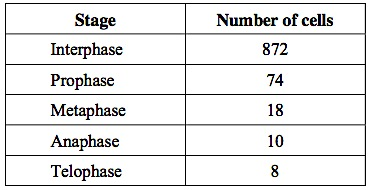 Stage Number of cells
Interphase 872
Prophase 74
Metaphase 18
Anaphase 10
Telophase 8